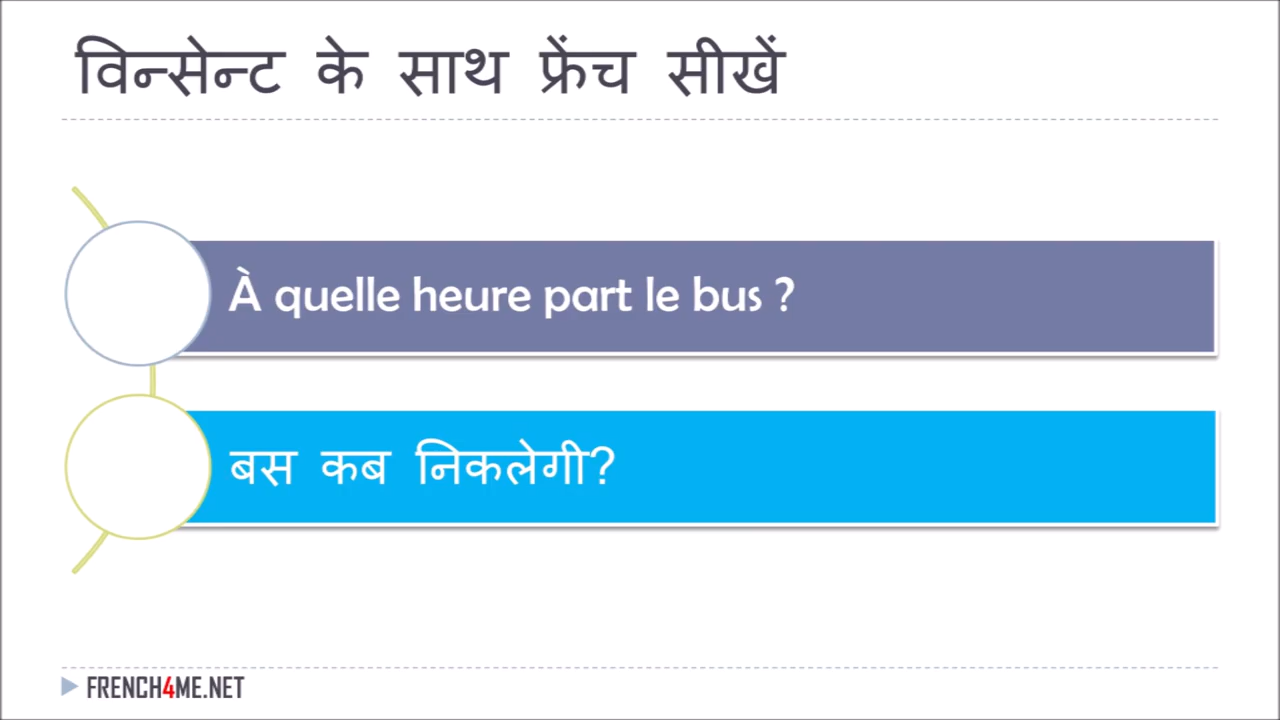 विन्सेन्ट के साथ फ्रेंच सीखें
À quelle heure part le bus ?
बस कब निकलेगी?
FRENCH4ME.NET